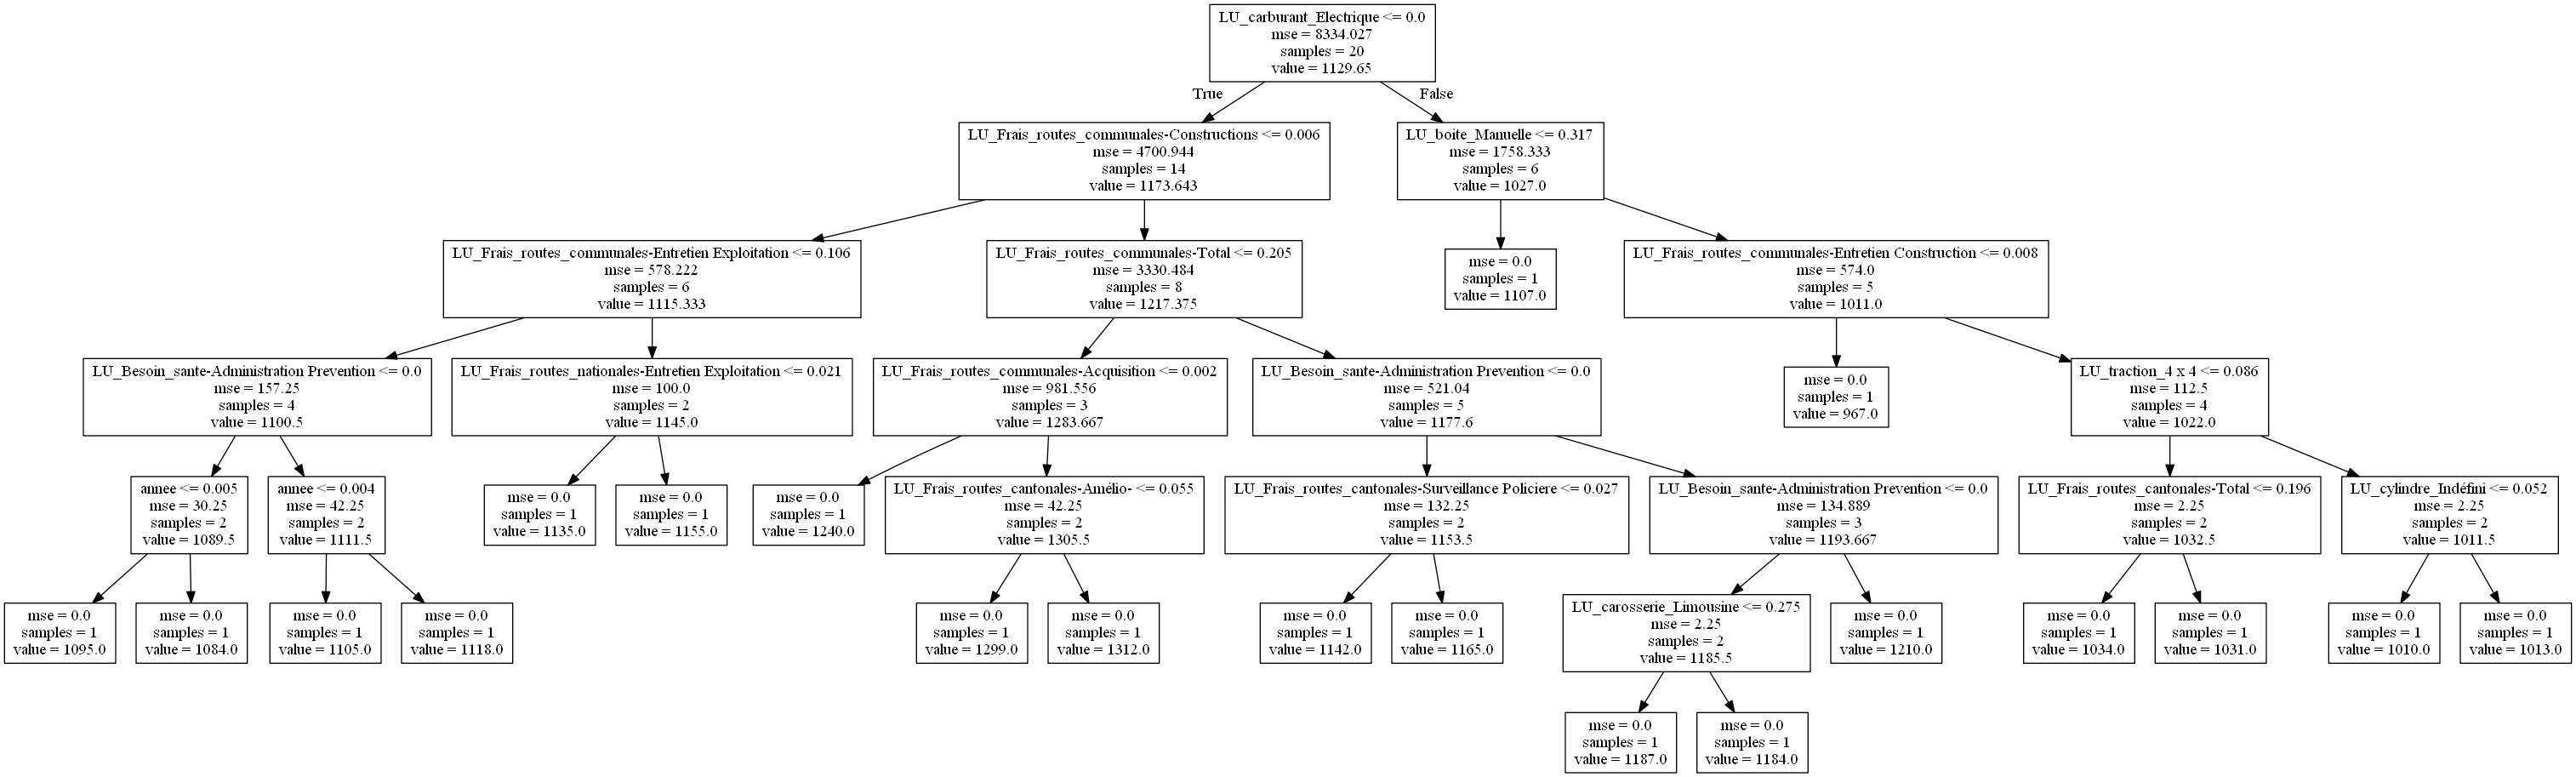 LU_carburant_Electrique <= 0.0
mse = 8334.027
samples = 20
value = 1129.65
True
False
LU_Frais_routes_communales-Constructions <= 0.006
mse = 4700.944
samples = 14
value = 1173.643
LU_boite_Manuelle <= 0.317
mse = 1758.333
samples = 6
value = 1027.0
LU_Frais_routes_communales-Entretien Exploitation <= 0.106
mse = 578.222
samples = 6
value = 1115.333
LU_Frais_routes_communales-Total <= 0.205
mse = 3330.484
samples = 8
value = 1217.375
mse = 0.0
samples = 1
value = 1107.0
LU_Frais_routes_communales-Entretien Construction <= 0.008
mse = 574.0
samples = 5
value = 1011.0
LU_Besoin_sante-Administration Prevention <= 0.0
mse = 157.25
samples = 4
value = 1100.5
LU_Frais_routes_nationales-Entretien Exploitation <= 0.021
mse = 100.0
samples = 2
value = 1145.0
LU_Frais_routes_communales-Acquisition <= 0.002
mse = 981.556
samples = 3
value = 1283.667
LU_Besoin_sante-Administration Prevention <= 0.0
mse = 521.04
samples = 5
value = 1177.6
mse = 0.0
samples = 1
value = 967.0
LU_traction_4 x 4 <= 0.086
mse = 112.5
samples = 4
value = 1022.0
annee <= 0.005
mse = 30.25
samples = 2
value = 1089.5
annee <= 0.004
mse = 42.25
samples = 2
value = 1111.5
mse = 0.0
samples = 1
value = 1135.0
mse = 0.0
samples = 1
value = 1155.0
mse = 0.0
samples = 1
value = 1240.0
LU_Frais_routes_cantonales-Amélio- <= 0.055
mse = 42.25
samples = 2
value = 1305.5
LU_Frais_routes_cantonales-Surveillance Policiere <= 0.027
mse = 132.25
samples = 2
value = 1153.5
LU_Besoin_sante-Administration Prevention <= 0.0
mse = 134.889
samples = 3
value = 1193.667
LU_Frais_routes_cantonales-Total <= 0.196
mse = 2.25
samples = 2
value = 1032.5
LU_cylindre_Indéfini <= 0.052
mse = 2.25
samples = 2
value = 1011.5
mse = 0.0
samples = 1
value = 1095.0
mse = 0.0
samples = 1
value = 1084.0
mse = 0.0
samples = 1
value = 1105.0
mse = 0.0
samples = 1
value = 1118.0
mse = 0.0
samples = 1
value = 1299.0
mse = 0.0
samples = 1
value = 1312.0
mse = 0.0
samples = 1
value = 1142.0
mse = 0.0
samples = 1
value = 1165.0
LU_carosserie_Limousine <= 0.275
mse = 2.25
samples = 2
value = 1185.5
mse = 0.0
samples = 1
value = 1210.0
mse = 0.0
samples = 1
value = 1034.0
mse = 0.0
samples = 1
value = 1031.0
mse = 0.0
samples = 1
value = 1010.0
mse = 0.0
samples = 1
value = 1013.0
mse = 0.0
samples = 1
value = 1187.0
mse = 0.0
samples = 1
value = 1184.0